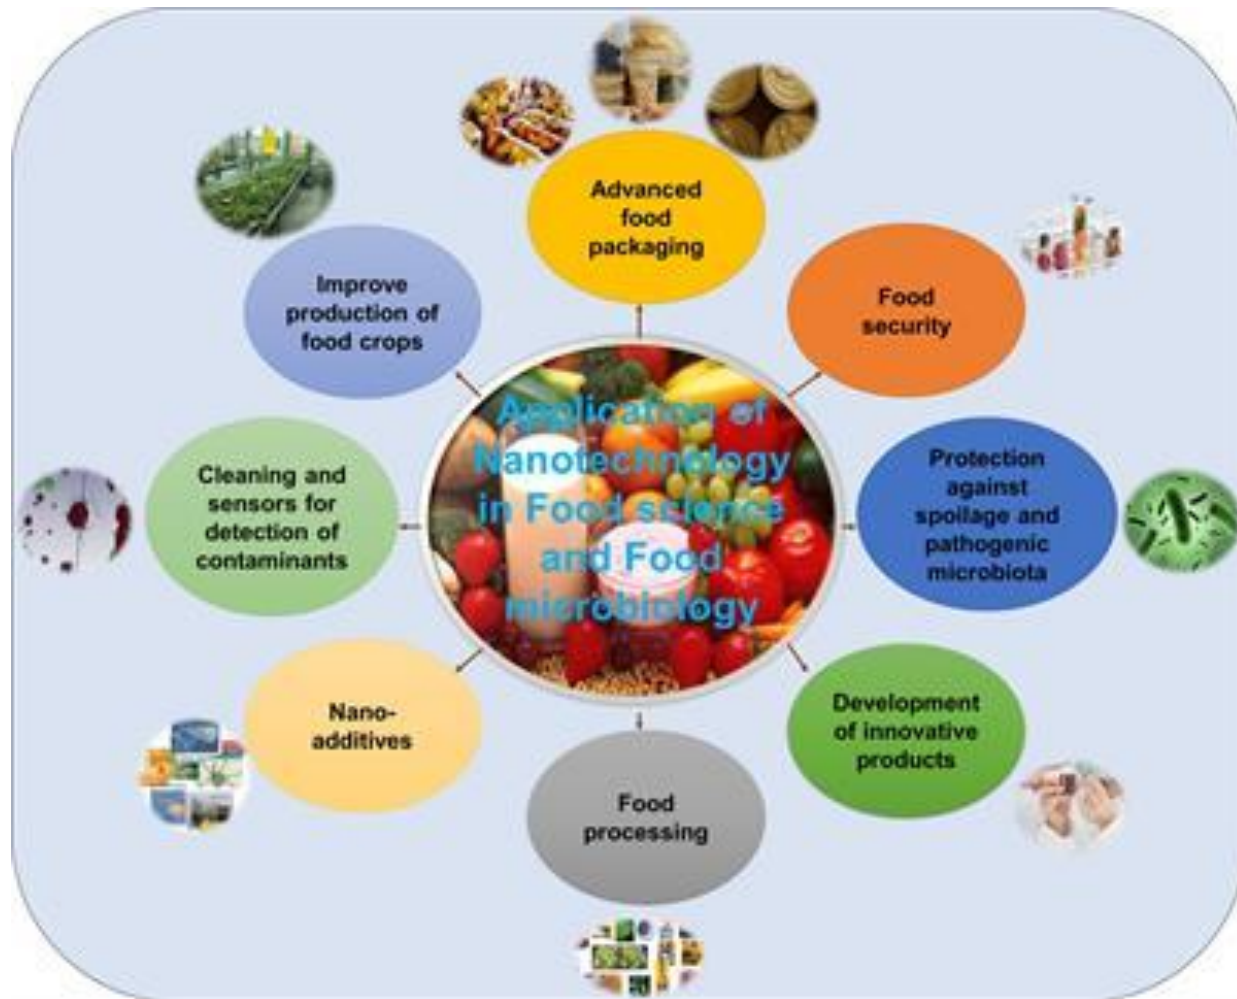 Advanced
food
packaging
Food
security
Improve
production of
food crops
Application of
Nanotechnology
in Food science
and Food
microbiology
Protection
against
spoilage and
pathogenic
microbiota
Cleaning and
sensors for
detection of
contaminants
Development
of innovative
products
Nano-
additives
Food
processing